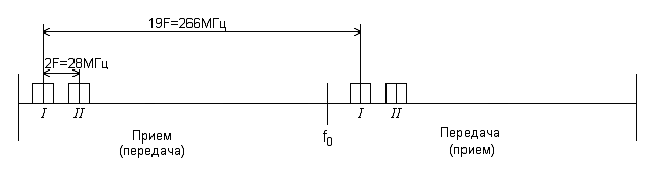 19F=266МГц
2F=28МГц
I II f₀ I II
Прием Передача
(передача) (прием)